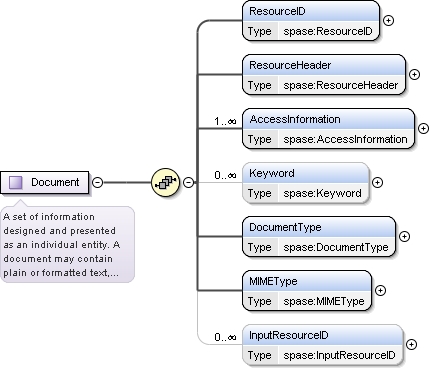 ResourceID
Type spase:ResourceID
ResourceHeader
Type spase:ResourceHeader
1..∞ AccessInformation
Type spase:AccessInformation
0..∞ Keyword
Type spase:Keyword
Document
A set of information
designed and presented
as an individual entity. A
document may contain
plain or formatted text,...
DocumentType
Type spase:DocumentType
MIMEType
Type spase:MIMEType
0..∞ InputResourceID
Type spase:InputResourceID